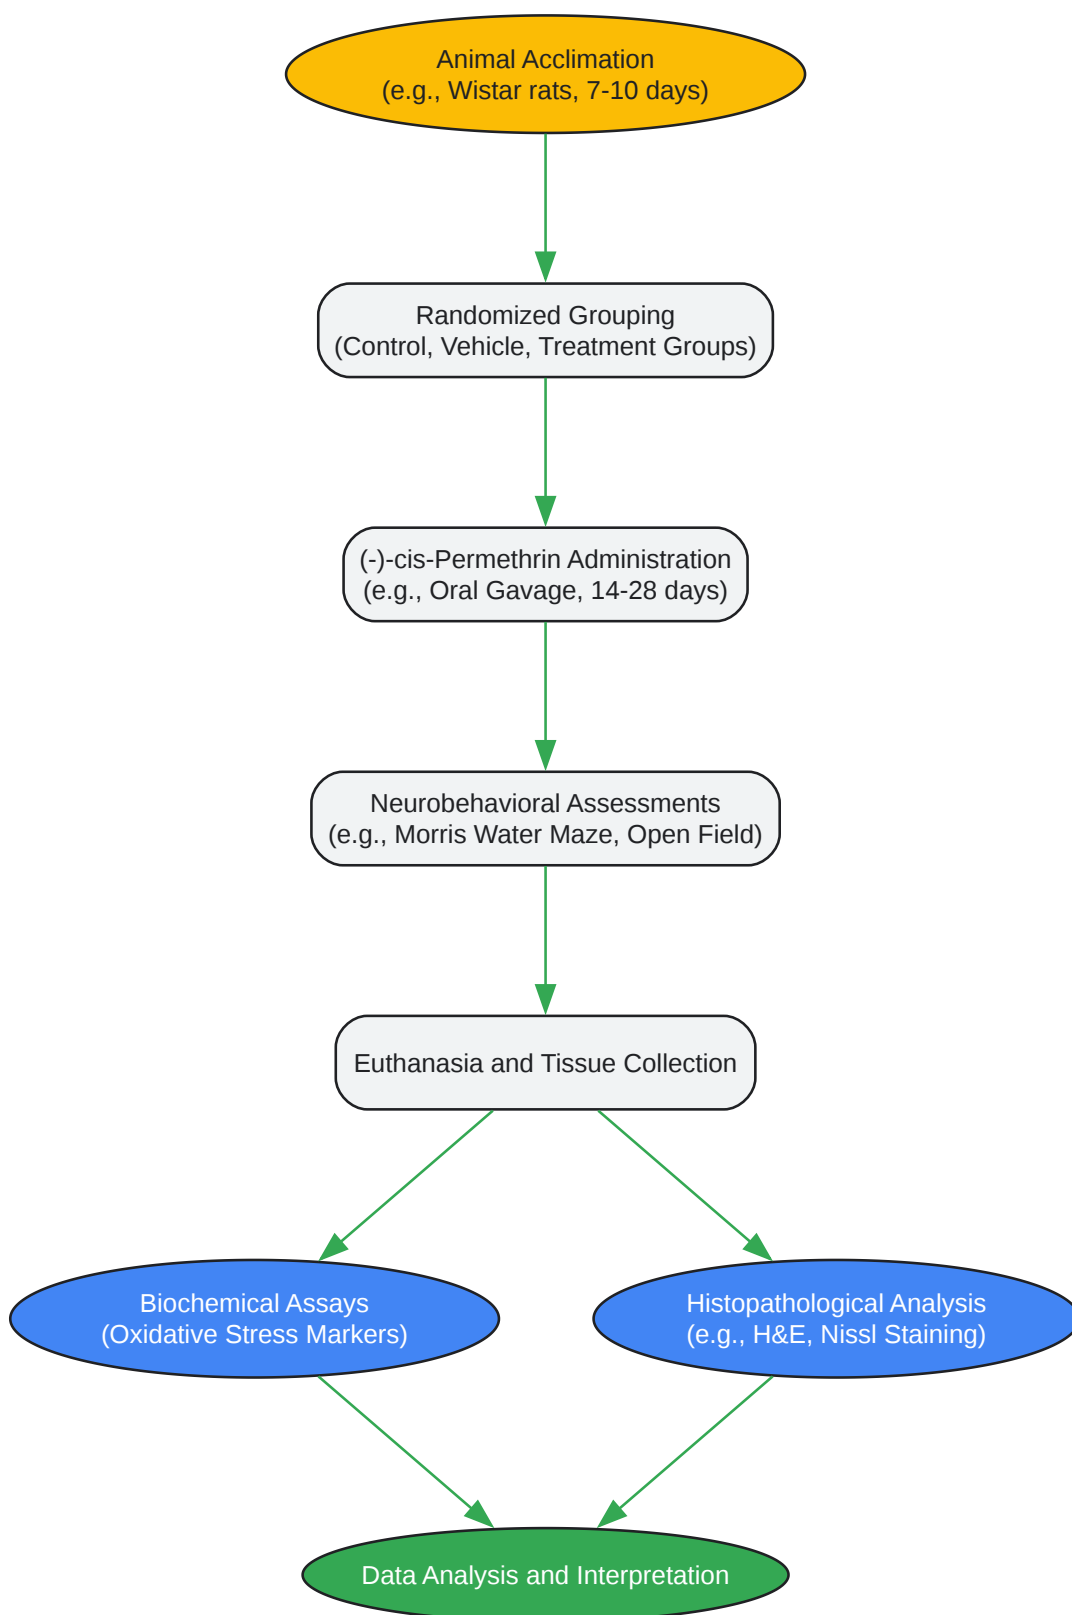 Animal Acclimation
(e.g., Wistar rats, 7-10 days)
Randomized Grouping
(Control, Vehicle, Treatment Groups)
(-)-cis-Permethrin Administration
(e.g., Oral Gavage, 14-28 days)
Neurobehavioral Assessments
(e.g., Morris Water Maze, Open Field)
Euthanasia and Tissue Collection
Biochemical Assays
(Oxidative Stress Markers)
Histopathological Analysis
(e.g., H&E, Nissl Staining)
Data Analysis and Interpretation